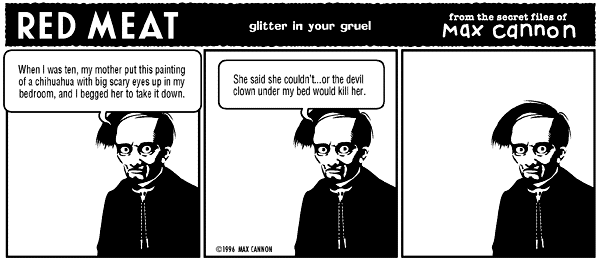 RED MEAT
glitter in your gruel
from the secret files of
max cannon
When I was ten, my mother put this painting
of a chihuahua with big scary eyes up in my
bedroom, and I begged her to take it down.
She said she couldn't...or the devil
clown under my bed would kill her.
©1996 MAX CANNON